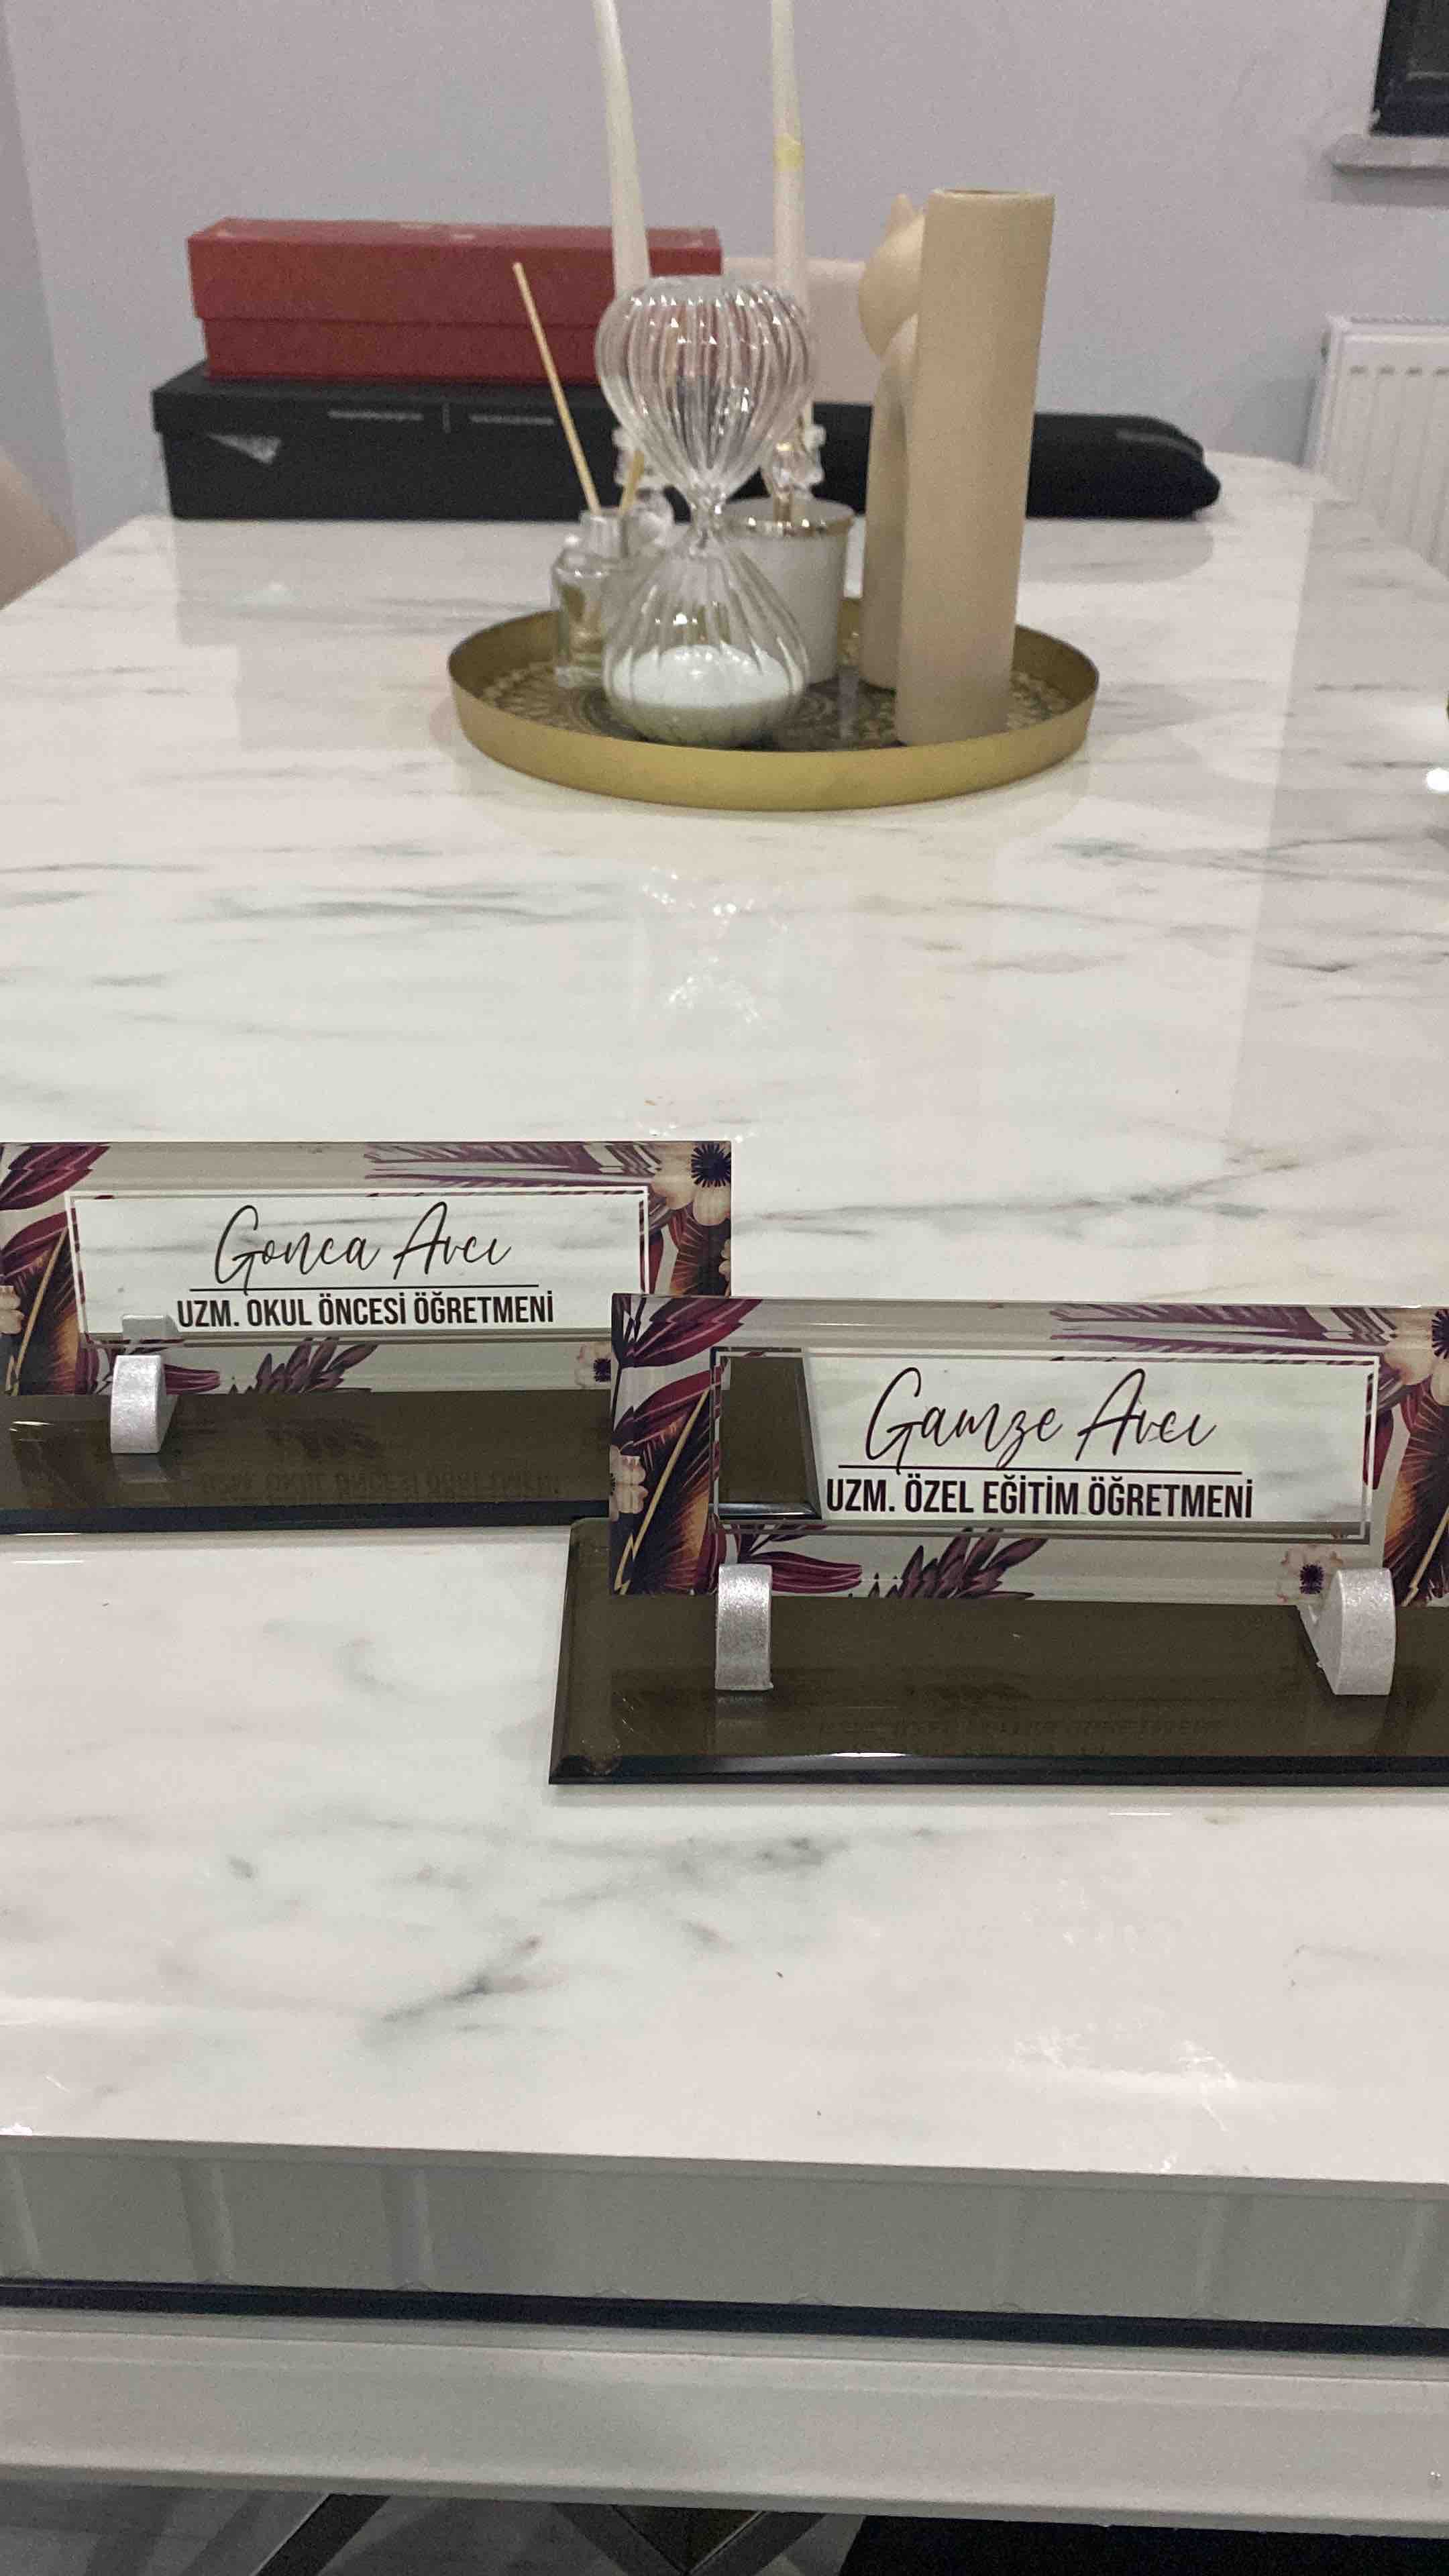 Gonca Avcı
UZM. OKUL ÖNCESİ ÖĞRETMENİ
Gamze Avcı
UZM. ÖZEL EĞİTİM ÖĞRETMENİ